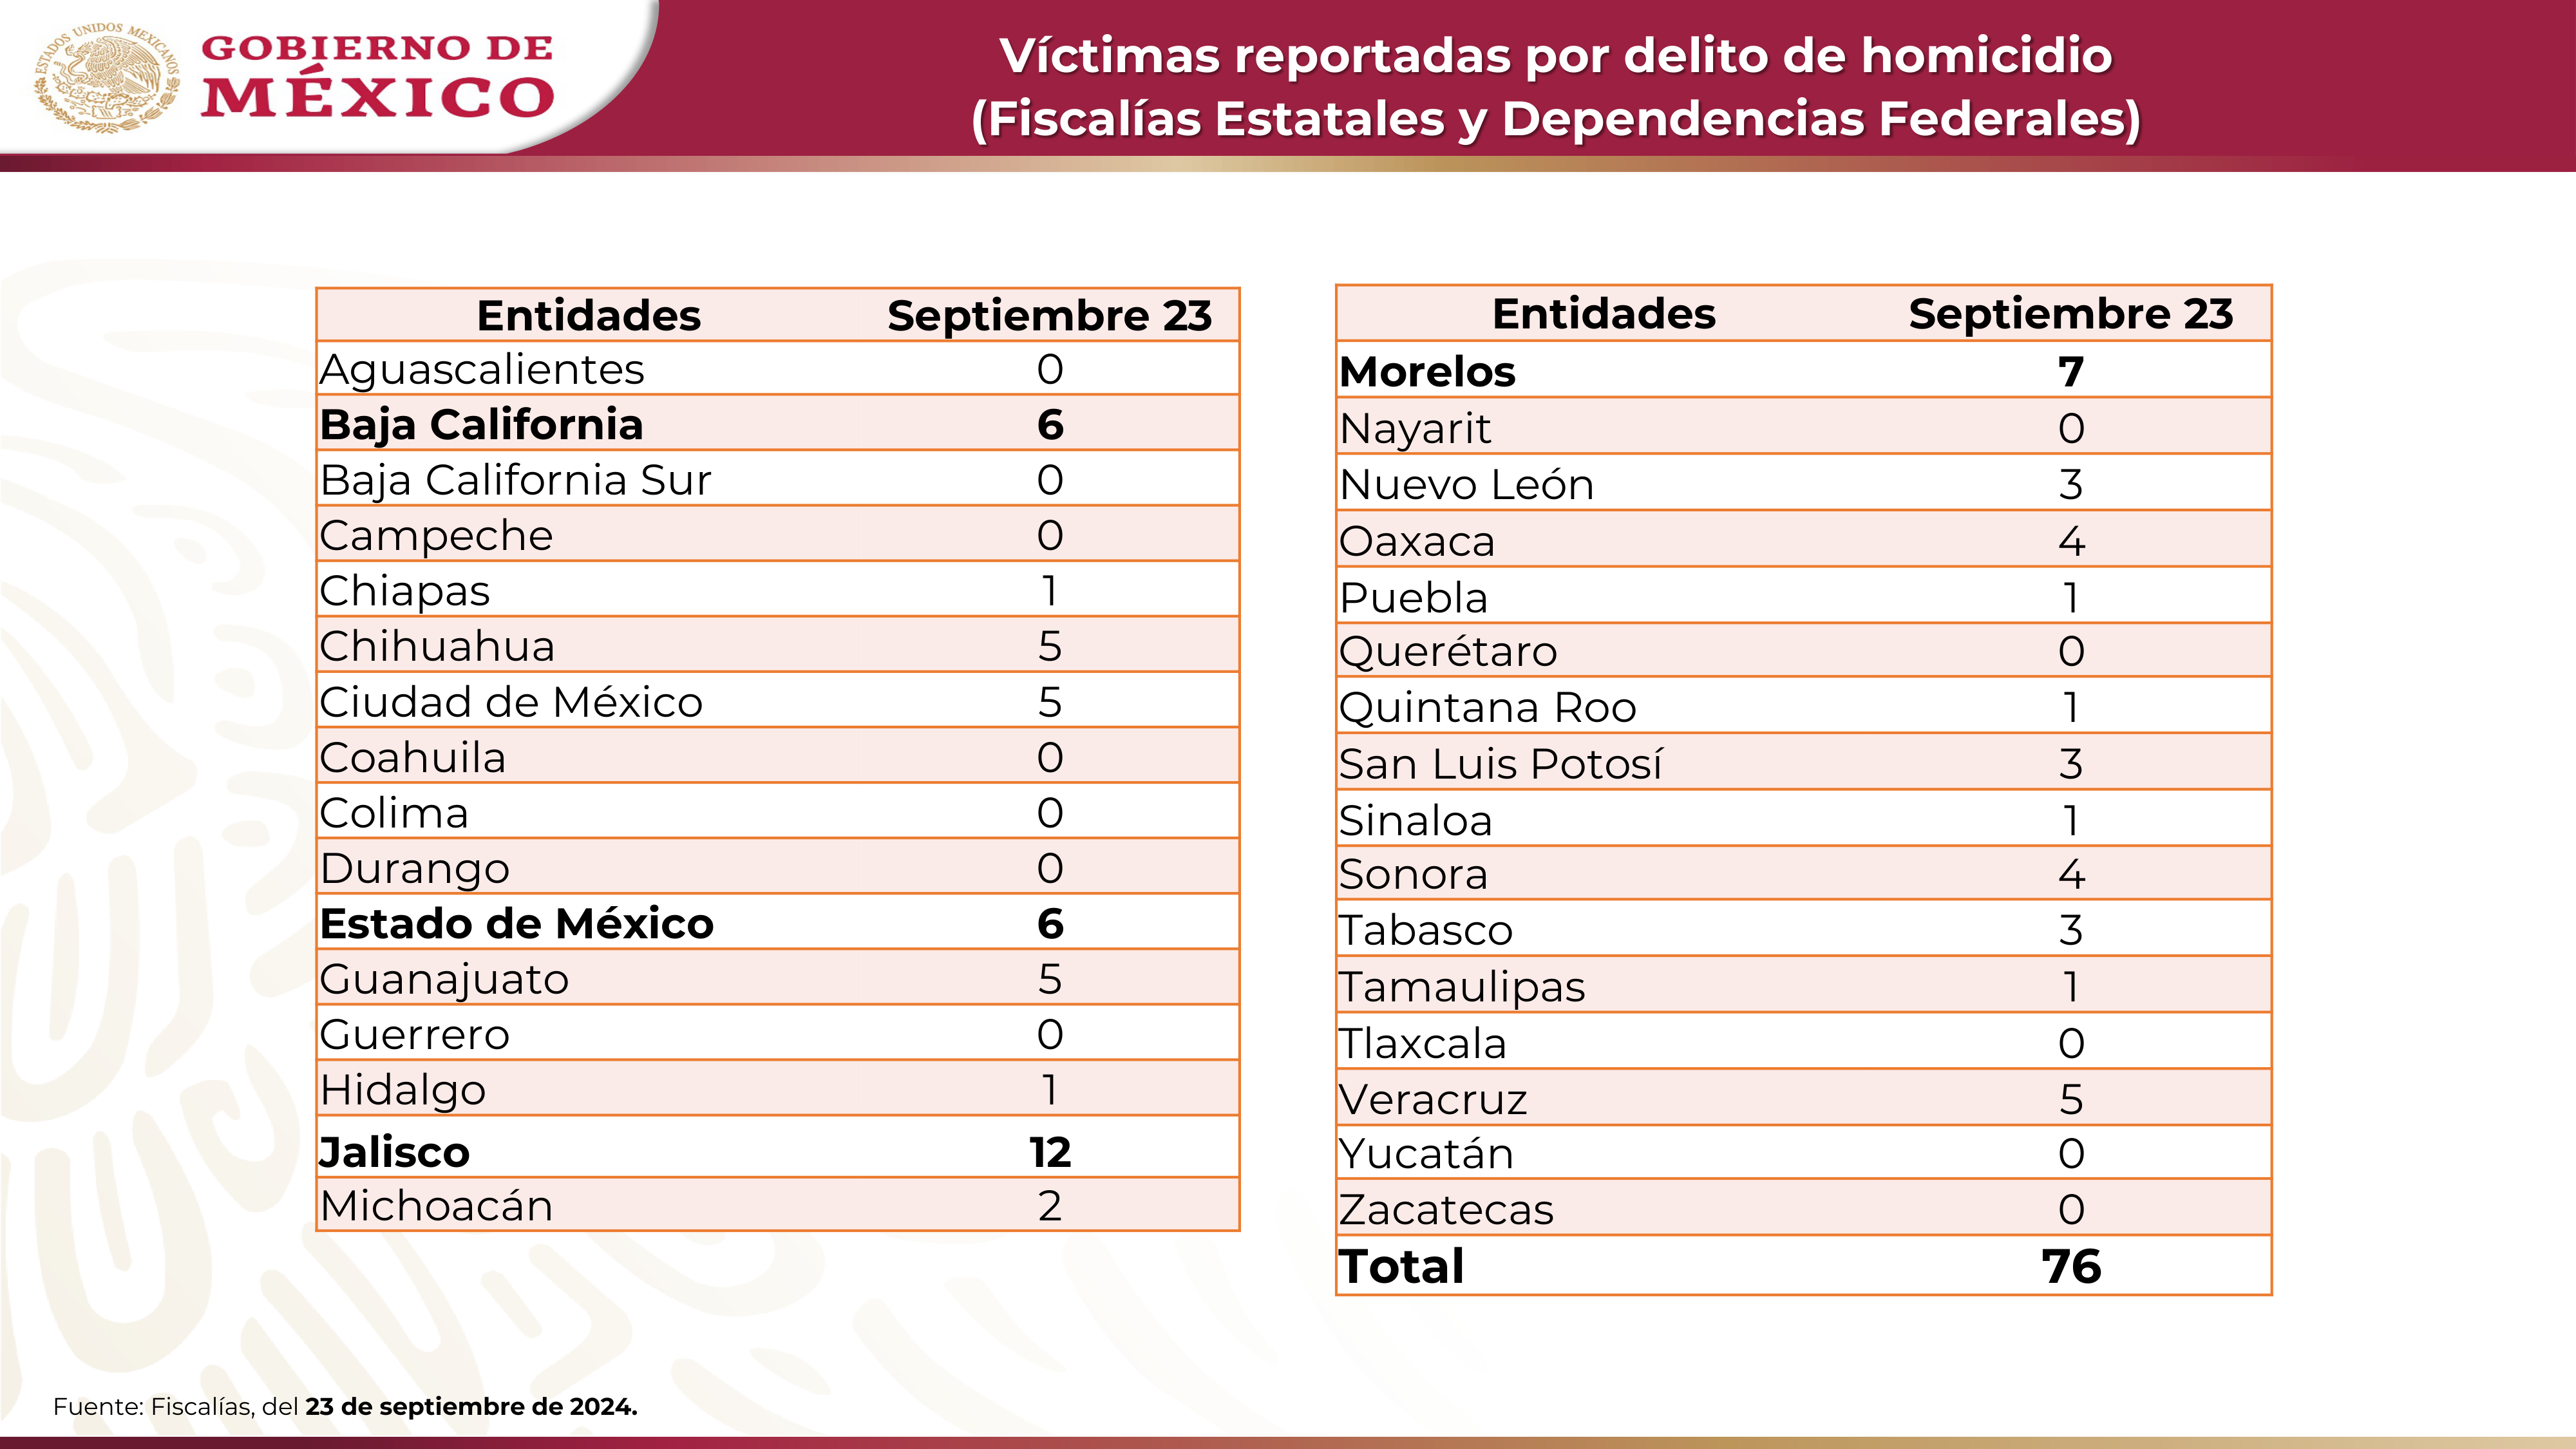 ESTADOS UNIDOS MEXICANOS
GOBIERNO DE
MÉXICO
Víctimas reportadas por delito de homicidio
(Fiscalías Estatales y Dependencias Federales)
Entidades Septiembre 23
Aguascalientes 0
Baja California 6
Baja California Sur 0
Campeche 0
Chiapas 1
Chihuahua 5
Ciudad de México 5
Coahuila 0
Colima 0
Durango 0
Estado de México 6
Guanajuato 5
Guerrero 0
Hidalgo 1
Jalisco 12
Michoacán 2
Entidades Septiembre 23
Morelos 7
Nayarit 0
Nuevo León 3
Oaxaca 4
Puebla 1
Querétaro 0
Quintana Roo 1
San Luis Potosí 3
Sinaloa 1
Sonora 4
Tabasco 3
Tamaulipas 1
Tlaxcala 0
Veracruz 5
Yucatán 0
Zacatecas 0
Total 76
Fuente: Fiscalías, del 23 de septiembre de 2024.